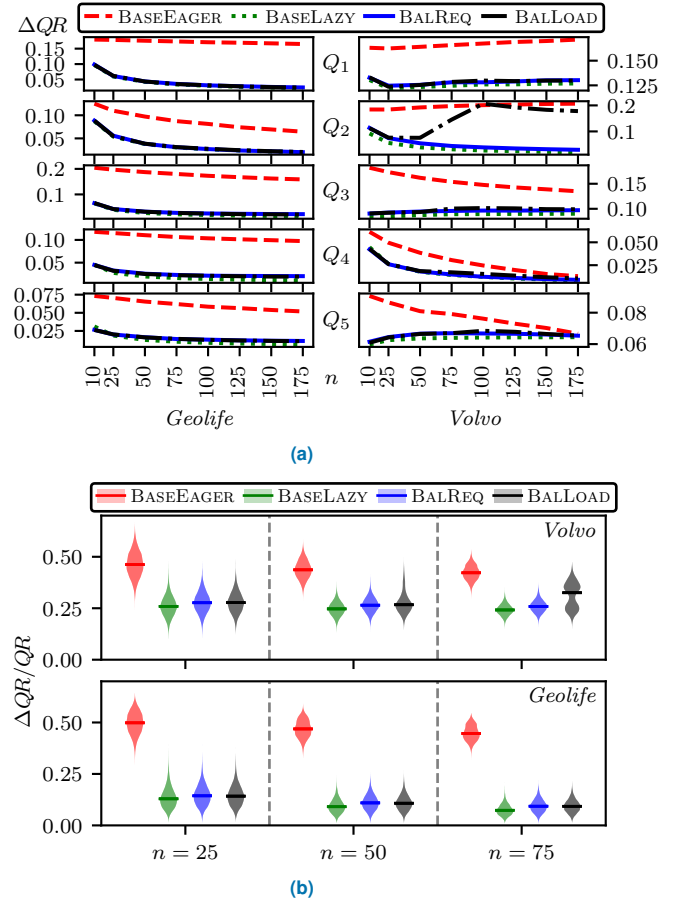 ΔQR
BASEEAGER BASELAZY BALREQ BALLOAD
0.15
0.10
0.05
Q1
0.150
0.125
0.10
0.05
Q2
0.2
0.1
0.2
0.1
Q3
0.15
0.10
0.10
0.05
Q4
0.050
0.025
0.075
0.050
0.025
Q5
0.08
0.06
10 25 50 75 100 125 150 175 n 10 25 50 75 100 125 150 175
Geolife Volvo
(a)
BASEEAGER BASELAZY BALREQ BALLOAD
Volvo
0.50
0.25
0.00
ΔQR/QR
Geolife
0.50
0.25
0.00
n = 25 n = 50 n = 75
(b)